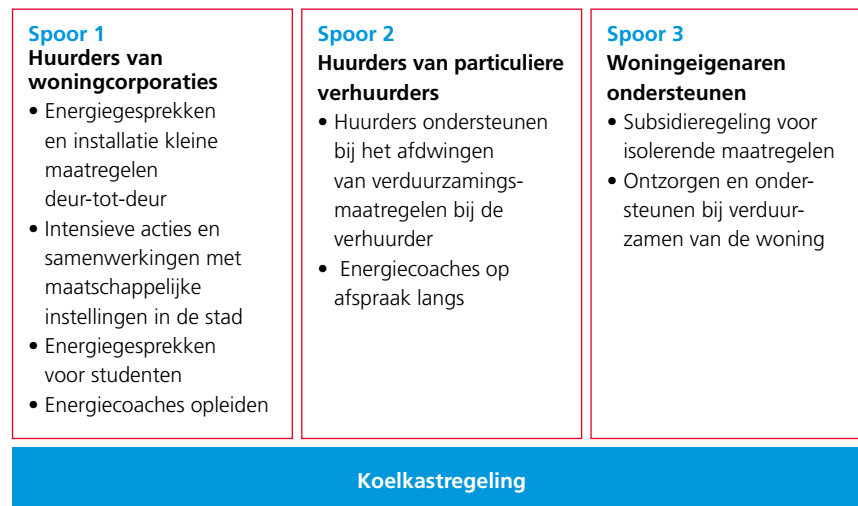 Spoor 1
Huurders van
woningcorporaties
• Energiegesprekken
en installatie kleine
maatregelen
deur-tot-deur
• Intensieve acties en
samenwerkingen met
maatschappelijke
instellingen in de stad
• Energiegesprekken
voor studenten
• Energiecoaches opleiden
Spoor 2
Huurders van particuliere
verhuurders
• Huurders ondersteunen
bij het afdwingen
van verduurzamings-
maatregelen bij de
verhuurder
• Energiecoaches op
afspraak langs
Spoor 3
Woningeigenaren
ondersteunen
• Subsidieregeling voor
isolerende maatregelen
• Ontzorgen en onder-
steunen bij verduur-
zamen van de woning
Koelkastregeling